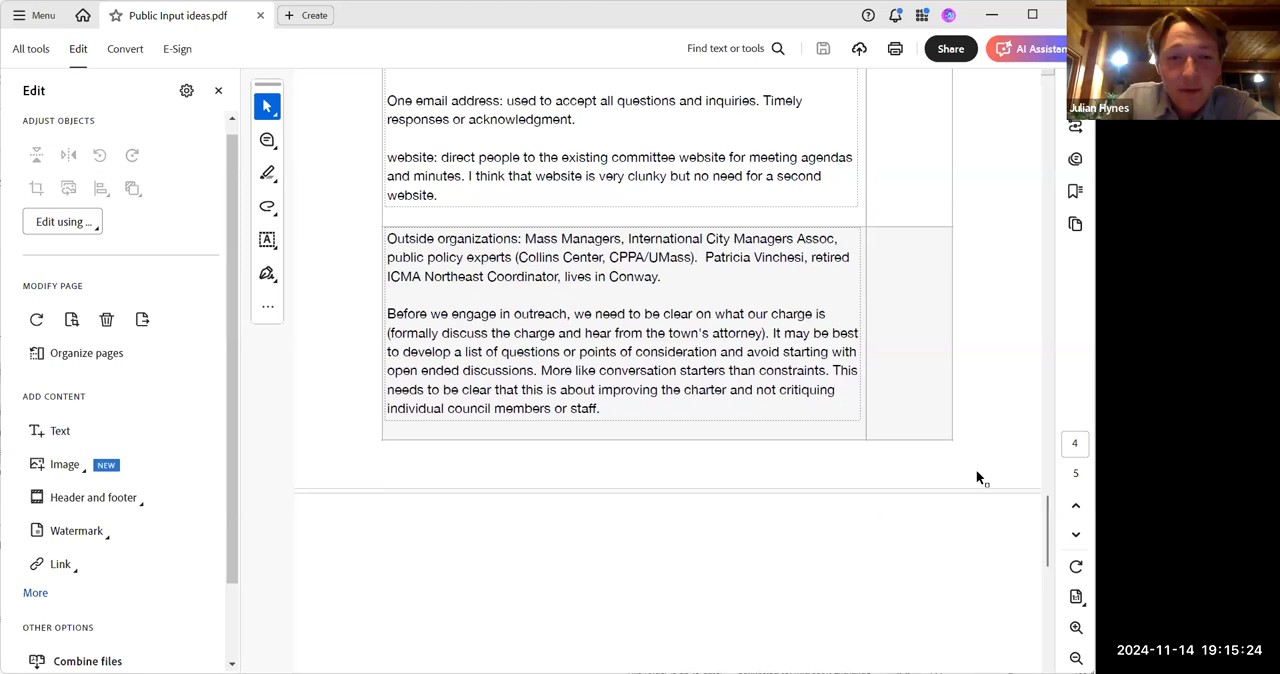 Menu
Public Input ideas.pdf
Create
All tools
Edit
Convert
E-Sign
Find text or tools
Share
AI Assistan
Julian Hynes
Edit
ADJUST OBJECTS
Edit using ...
MODIFY PAGE
Organize pages
ADD CONTENT
Text
Image
NEW
Header and footer
Watermark
Link
More
OTHER OPTIONS
Combine files
One email address: used to accept all questions and inquiries. Timely
responses or acknowledgment.
website: direct people to the existing committee website for meeting agendas
and minutes. I think that website is very clunky but no need for a second
website.
Outside organizations: Mass Managers, International City Managers Assoc,
public policy experts (Collins Center, CPPA/UMass). Patricia Vinchesi, retired
ICMA Northeast Coordinator, lives in Conway.
Before we engage in outreach, we need to be clear on what our charge is
(formally discuss the charge and hear from the town's attorney). It may be best
to develop a list of questions or points of consideration and avoid starting with
open ended discussions. More like conversation starters than constraints. This
needs to be clear that this is about improving the charter and not critiquing
individual council members or staff.
4
5
2024-11-14 19:15:24